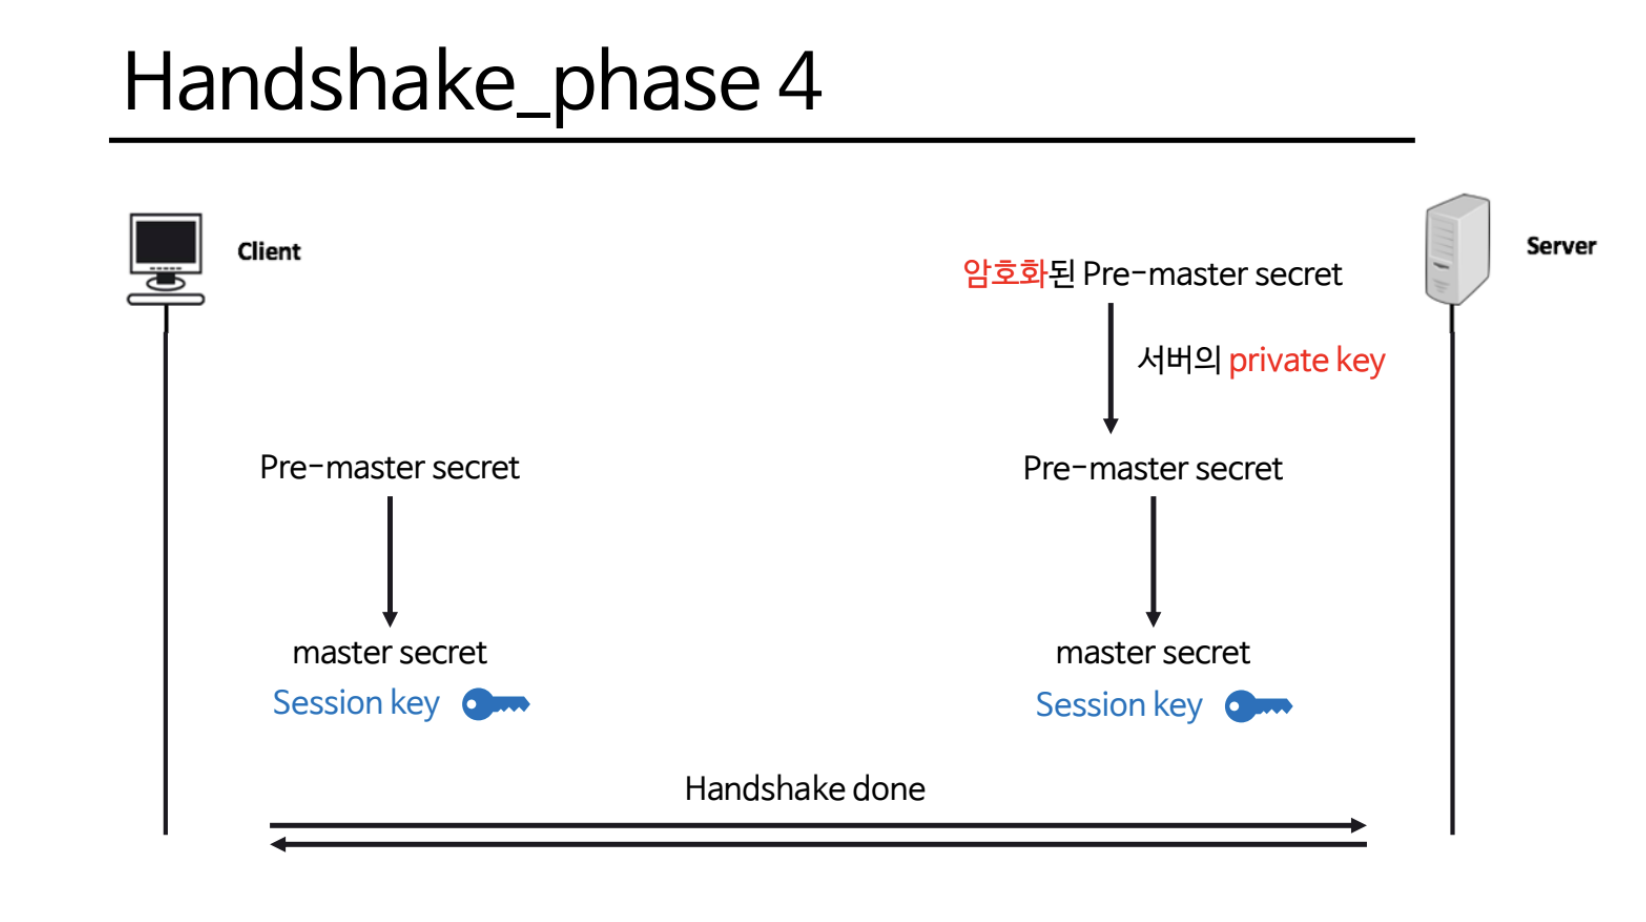 Handshake_phase 4
Client
Server
암호화된 Pre-master secret
서버의 private key
Pre-master secret
Pre-master secret
master secret
master secret
Session key
Session key
Handshake done